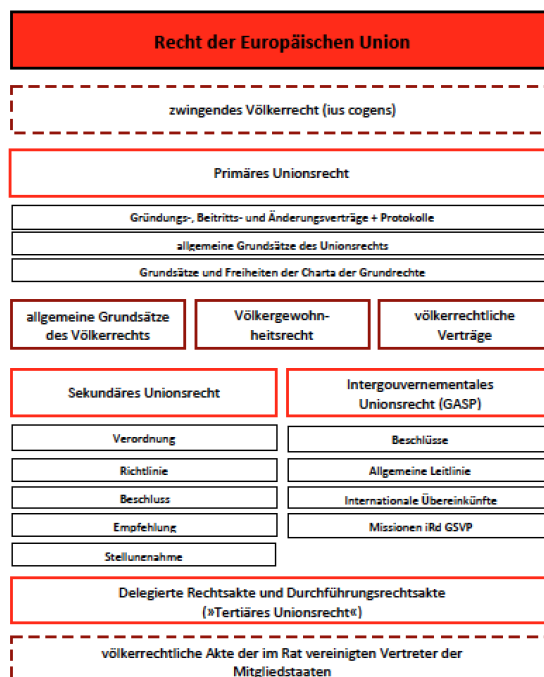 Recht der Europäischen Union
zwingendes Völkerrecht (ius cogens)
Primäres Unionsrecht
Gründungs-, Beitritts- und Änderungsverträge + Protokolle
allgemeine Grundsätze des Unionsrechts
Grundsätze und Freiheiten der Charta der Grundrechte
allgemeine Grundsätze
des Völkerrechts
Völkergewohn-
heitsrecht
völkerrechtliche
Verträge
Sekundäres Unionsrecht
Verordnung
Richtlinie
Beschluss
Empfehlung
Stellunenahme
Intergouvernementales
Unionsrecht (GASP)
Beschlüsse
Allgemeine Leitlinie
Internationale Übereinkünfte
Missionen iRd GSVP
Delegierte Rechtsakte und Durchführungsrechtsakte
(»Tertiäres Unionsrecht«)
völkerrechtliche Akte der im Rat vereinigten Vertreter der
Mitgliedstaaten